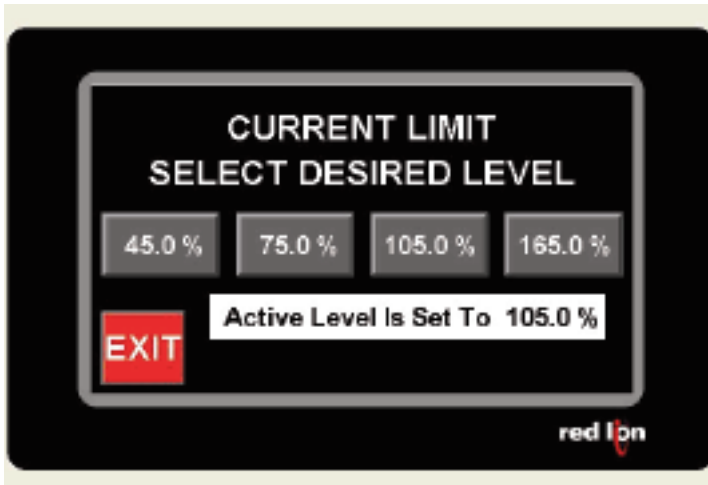 CURRENT LIMIT
SELECT DESIRED LEVEL
45.0 % 75.0 % 105.0 % 165.0 %
Active Level Is Set To 105.0 %
EXIT
red lion